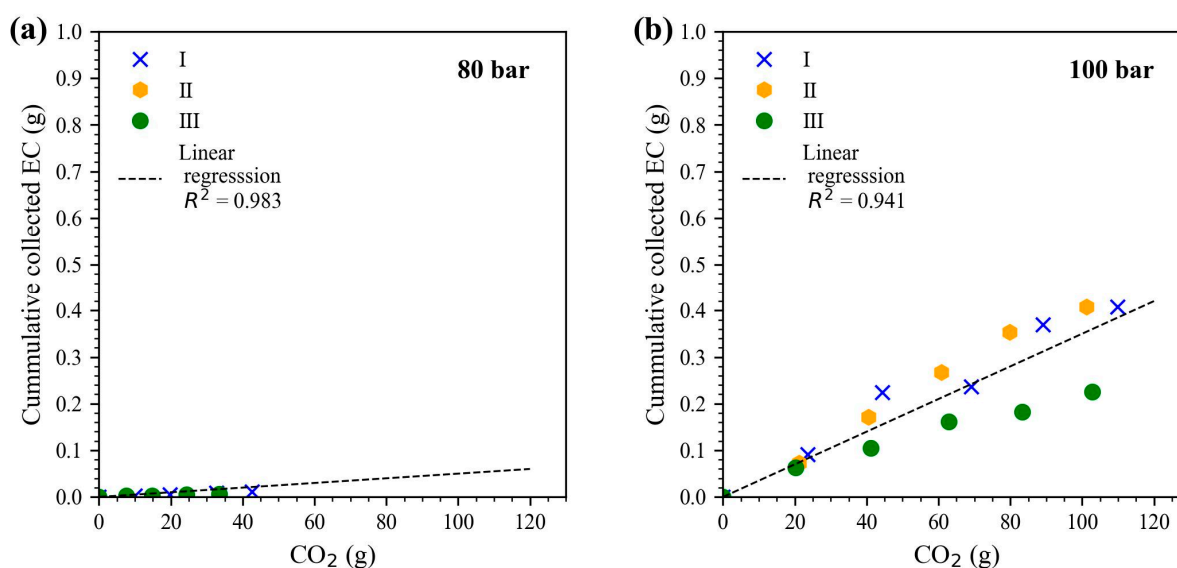 (a)
Cummulative collected EC (g)
1.0
0.9
0.8
0.7
0.6
0.5
0.4
0.3
0.2
0.1
0.0
I
II
III
Linear
regresssion
R² = 0.983
80 bar
0 20 40 60 80 100 120
CO₂ (g)
(b)
Cummulative collected EC (g)
1.0
0.9
0.8
0.7
0.6
0.5
0.4
0.3
0.2
0.1
0.0
I
II
III
Linear
regresssion
R² = 0.941
100 bar
0 20 40 60 80 100 120
CO₂ (g)